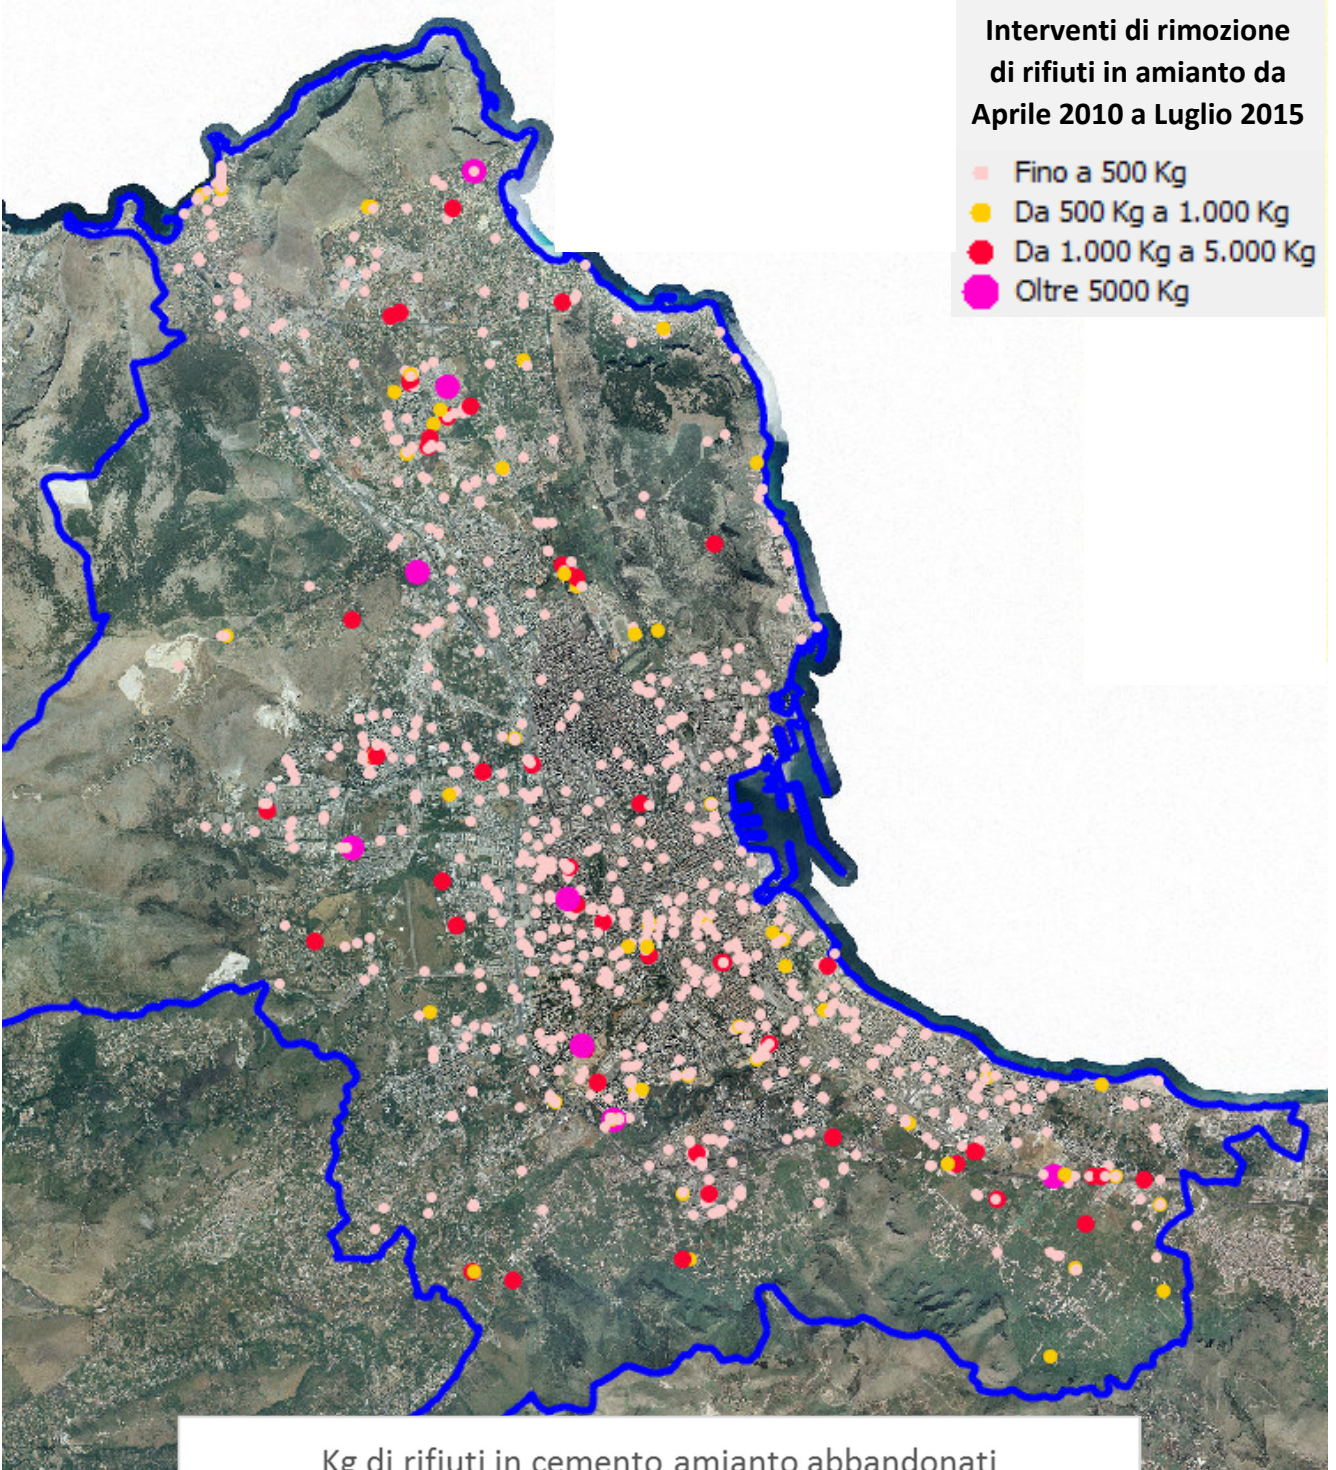 Interventi di rimozione
di rifiuti in amianto da
Aprile 2010 a Luglio 2015
Fino a 500 Kg
Da 500 Kg a 1.000 Kg
Da 1.000 Kg a 5.000 Kg
Oltre 5000 Kg
Kg di rifiuti in cemento amianto abbandonati